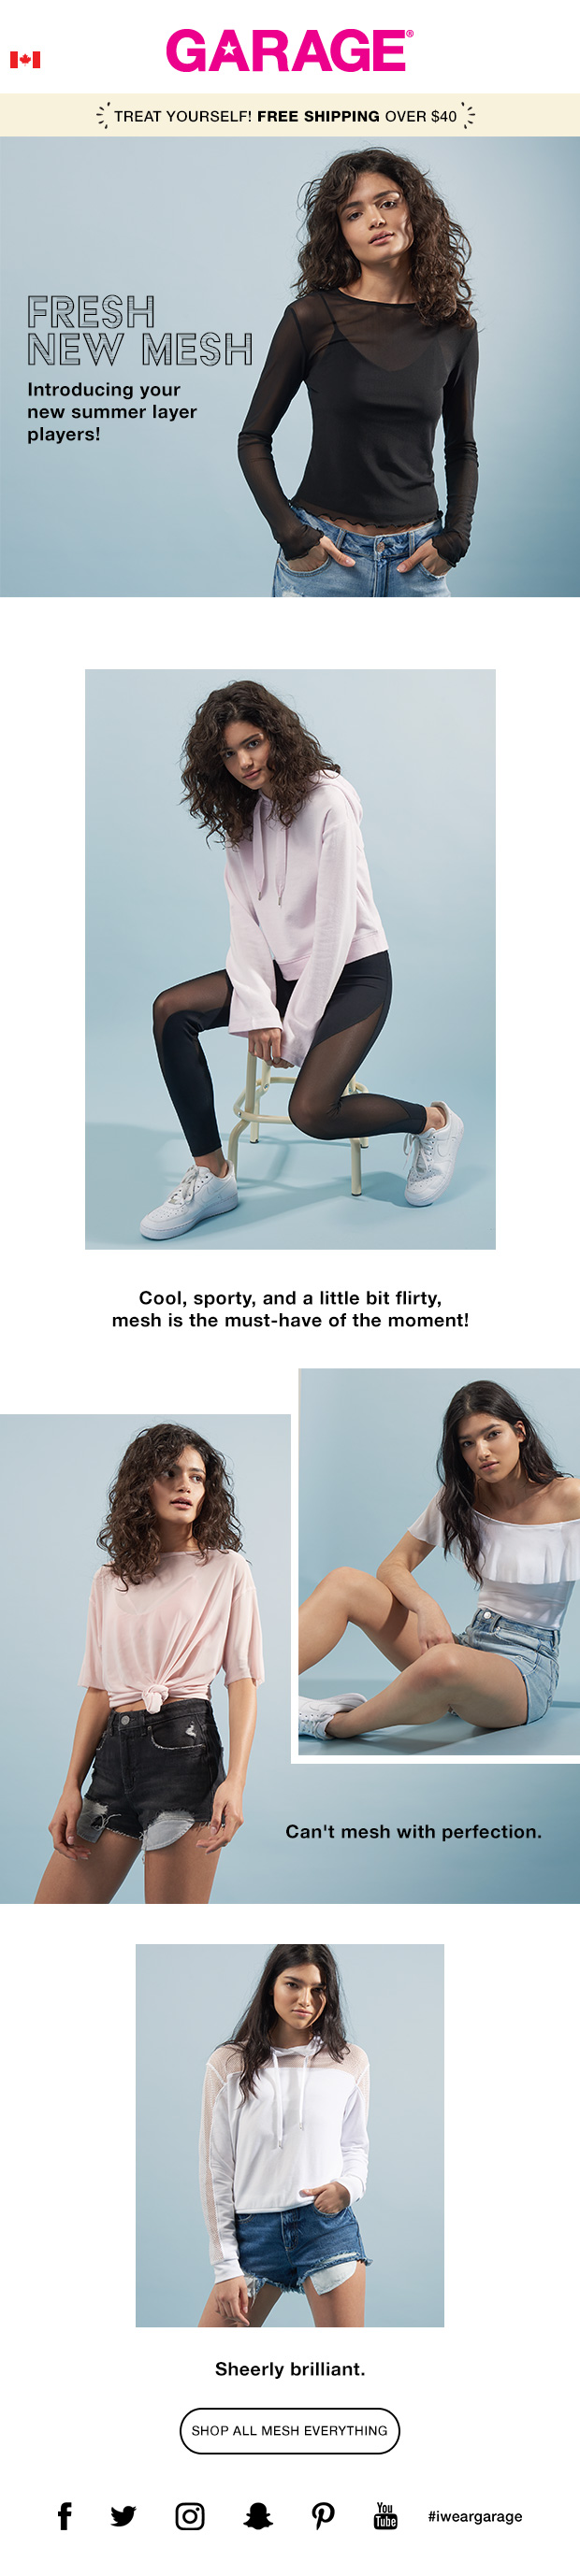 GARAGE®
TREAT YOURSELF! FREE SHIPPING OVER $40
FRESH
NEW MESH
Introducing your
new summer layer
players!
Cool, sporty, and a little bit flirty,
mesh is the must-have of the moment!
Can't mesh with perfection.
Sheerly brilliant.
SHOP ALL MESH EVERYTHING
You
Tube
#iweargarage